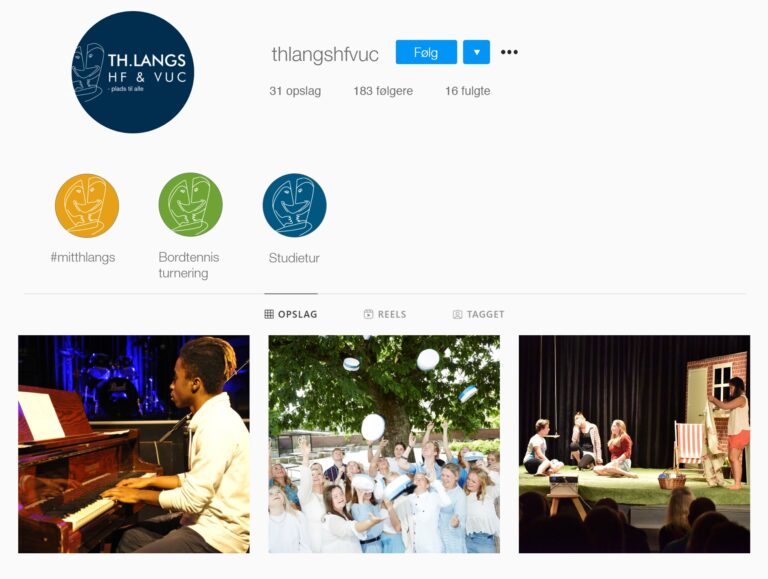 TH.LANGS
HF & VUC
- plads til alle
thlangshfvuc
Følg
31 opslag
183 følgere
16 fulgte
#mitthlangs
Bordtennis
turnering
Studietur
OPSLAG
REELS
TAGGET
Pearl